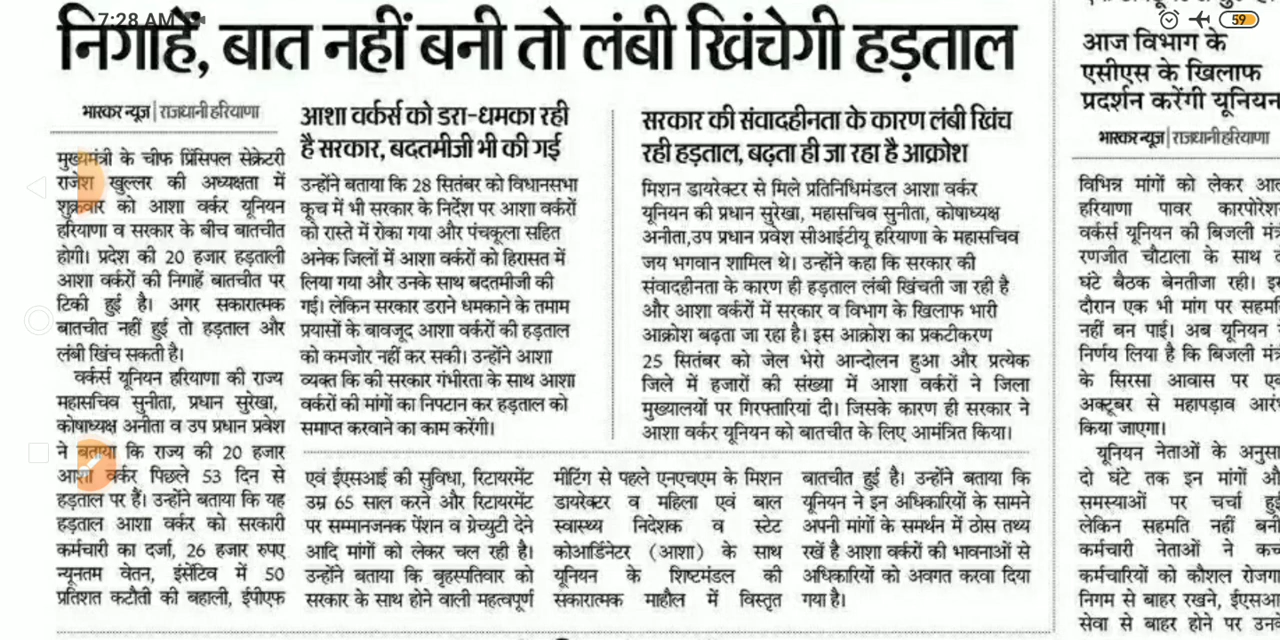 7:28 AM
59
निगाहें, बात नहीं बनी तो लंबी खिंचेगी हड़ताल
भास्कर न्यूज | राजधानी हरियाणा
मुख्यमंत्री के चीफ प्रिंसिपल सेक्रेटरी
राजेश खुल्लर की अध्यक्षता में
शुक्रवार को आशा वर्कर यूनियन
हरियाणा व सरकार के बीच बातचीत
होगी। प्रदेश की 20 हजार हड़ताली
आशा वर्करों की निगाहें बातचीत पर
टिकी हुई है। अगर सकारात्मक
बातचीत नहीं हुई तो हड़ताल और
लंबी खिंच सकती है।
वर्कर्स यूनियन हरियाणा की राज्य
महासचिव सुनीता, प्रधान सुरेखा,
कोषाध्यक्ष अनीता व उप प्रधान प्रवेश
ने बताया कि राज्य की 20 हजार
आशा वर्कर पिछले 53 दिन से
हड़ताल पर हैं। उन्होंने बताया कि यह
हड़ताल आशा वर्कर को सरकारी
कर्मचारी का दर्जा, 26 हजार रुपए
न्यूनतम वेतन, इंसेंटिव में 50
प्रतिशत कटौती की बहाली, ईपीएफ
आशा वर्कर्स को डरा-धमका रही
है सरकार, बदतमीजी भी की गई
उन्होंने बताया कि 28 सितंबर को विधानसभा
कूच में भी सरकार के निर्देश पर आशा वर्करों
को रास्ते में रोका गया और पंचकूला सहित
अनेक जिलों में आशा वर्करों को हिरासत में
लिया गया और उनके साथ बदतमीजी की
गई। लेकिन सरकार डराने धमकाने के तमाम
प्रयासों के बावजूद आशा वर्करों की हड़ताल
को कमजोर नहीं कर सकी। उन्होंने आशा
व्यक्त कि की सरकार गंभीरता के साथ आशा
वर्करों की मांगों का निपटान कर हड़ताल को
समाप्त करवाने का काम करेंगी।
सरकार की संवादहीनता के कारण लंबी खिंच
रही हड़ताल, बढ़ता ही जा रहा है आक्रोश
मिशन डायरेक्टर से मिले प्रतिनिधिमंडल आशा वर्कर
यूनियन की प्रधान सुरेखा, महासचिव सुनीता, कोषाध्यक्ष
अनीता,उप प्रधान प्रवेश सीआईटीयू हरियाणा के महासचिव
जय भगवान शामिल थे। उन्होंने कहा कि सरकार की
संवादहीनता के कारण ही हड़ताल लंबी खिंचती जा रही है
और आशा वर्करों में सरकार व विभाग के खिलाफ भारी
आक्रोश बढ़ता जा रहा है। इस आक्रोश का प्रकटीकरण
25 सितंबर को जेल भेरो आन्दोलन हुआ और प्रत्येक
जिले में हजारों की संख्या में आशा वर्करों ने जिला
मुख्यालयों पर गिरफ्तारियां दी। जिसके कारण ही सरकार ने
आशा वर्कर यूनियन को बातचीत के लिए आमंत्रित किया।
एवं ईएसआई की सुविधा, रिटायरमेंट
उम्र 65 साल करने और रिटायरमेंट
पर सम्मानजनक पेंशन व ग्रेच्युटी देने
आदि मांगों को लेकर चल रही है।
उन्होंने बताया कि बृहस्पतिवार को
सरकार के साथ होने वाली महत्वपूर्ण
मीटिंग से पहले एनएचएम के मिशन
डायरेक्टर व महिला एवं बाल
स्वास्थ्य निदेशक व स्टेट
कोआर्डिनेटर (आशा) के साथ
यूनियन के शिष्टमंडल की
सकारात्मक माहौल में विस्तृत
बातचीत हुई है। उन्होंने बताया कि
यूनियन ने इन अधिकारियों के सामने
अपनी मांगों के समर्थन में ठोस तथ्य
रखें है आशा वर्करों की भावनाओं से
अधिकारियों को अवगत करवा दिया
गया है।
आज विभाग के
एसीएस के खिलाफ
प्रदर्शन करेंगी यूनियन
भास्कर न्यूज | राजधानी हरियाणा
विभिन्न मांगों को लेकर
हरियाणा पावर
वर्कर्स यूनियन की बिजली
रणजीत चौटाला के साथ
घंटे बैठक बेनतीजा रही।
दौरान एक भी मांग पर
नहीं बन पाई। अब यूनियन
निर्णय लिया है कि बिजली
के सिरसा आवास पर
अक्टूबर से महापड़ाव
किया जाएगा।
यूनियन नेताओं के
दो घंटे तक इन मांगों
समस्याओं पर चर्चा
लेकिन सहमति नहीं
कर्मचारी नेताओं ने
कर्मचारियों को कौशल
निगम से बाहर रखने,
सेवा से बाहर होने पर